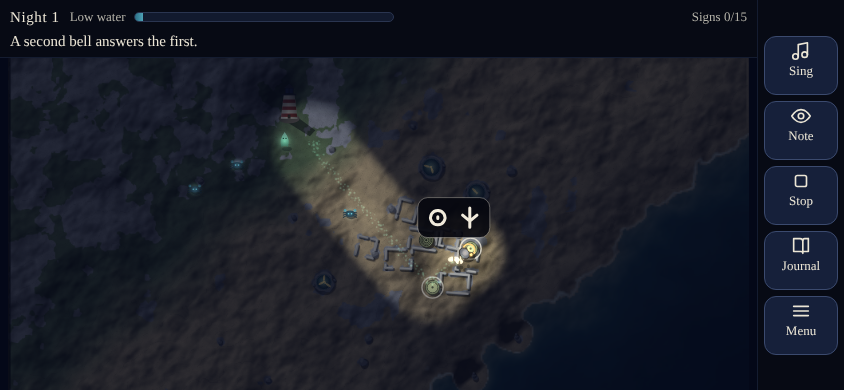 Night 1 Low water Signs 0/15
A second bell answers the first.
Sing
Note
Stop
Journal
Menu